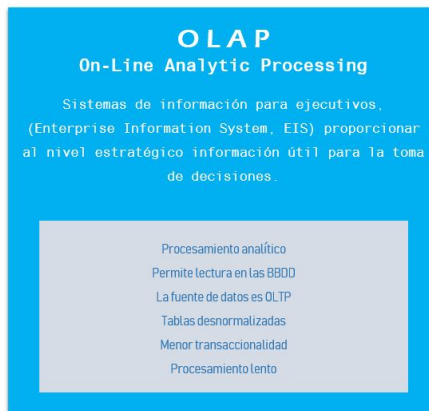 OLAP
On-Line Analytic Processing
Sistemas de información para ejecutivos,
(Enterprise Information System, EIS) proporcionar
al nivel estratégico información útil para la toma
de decisiones.
Procesamiento analítico
Permite lectura en las BBDD
La fuente de datos es OLTP
Tablas desnormalizadas
Menor transaccionalidad
Procesamiento lento